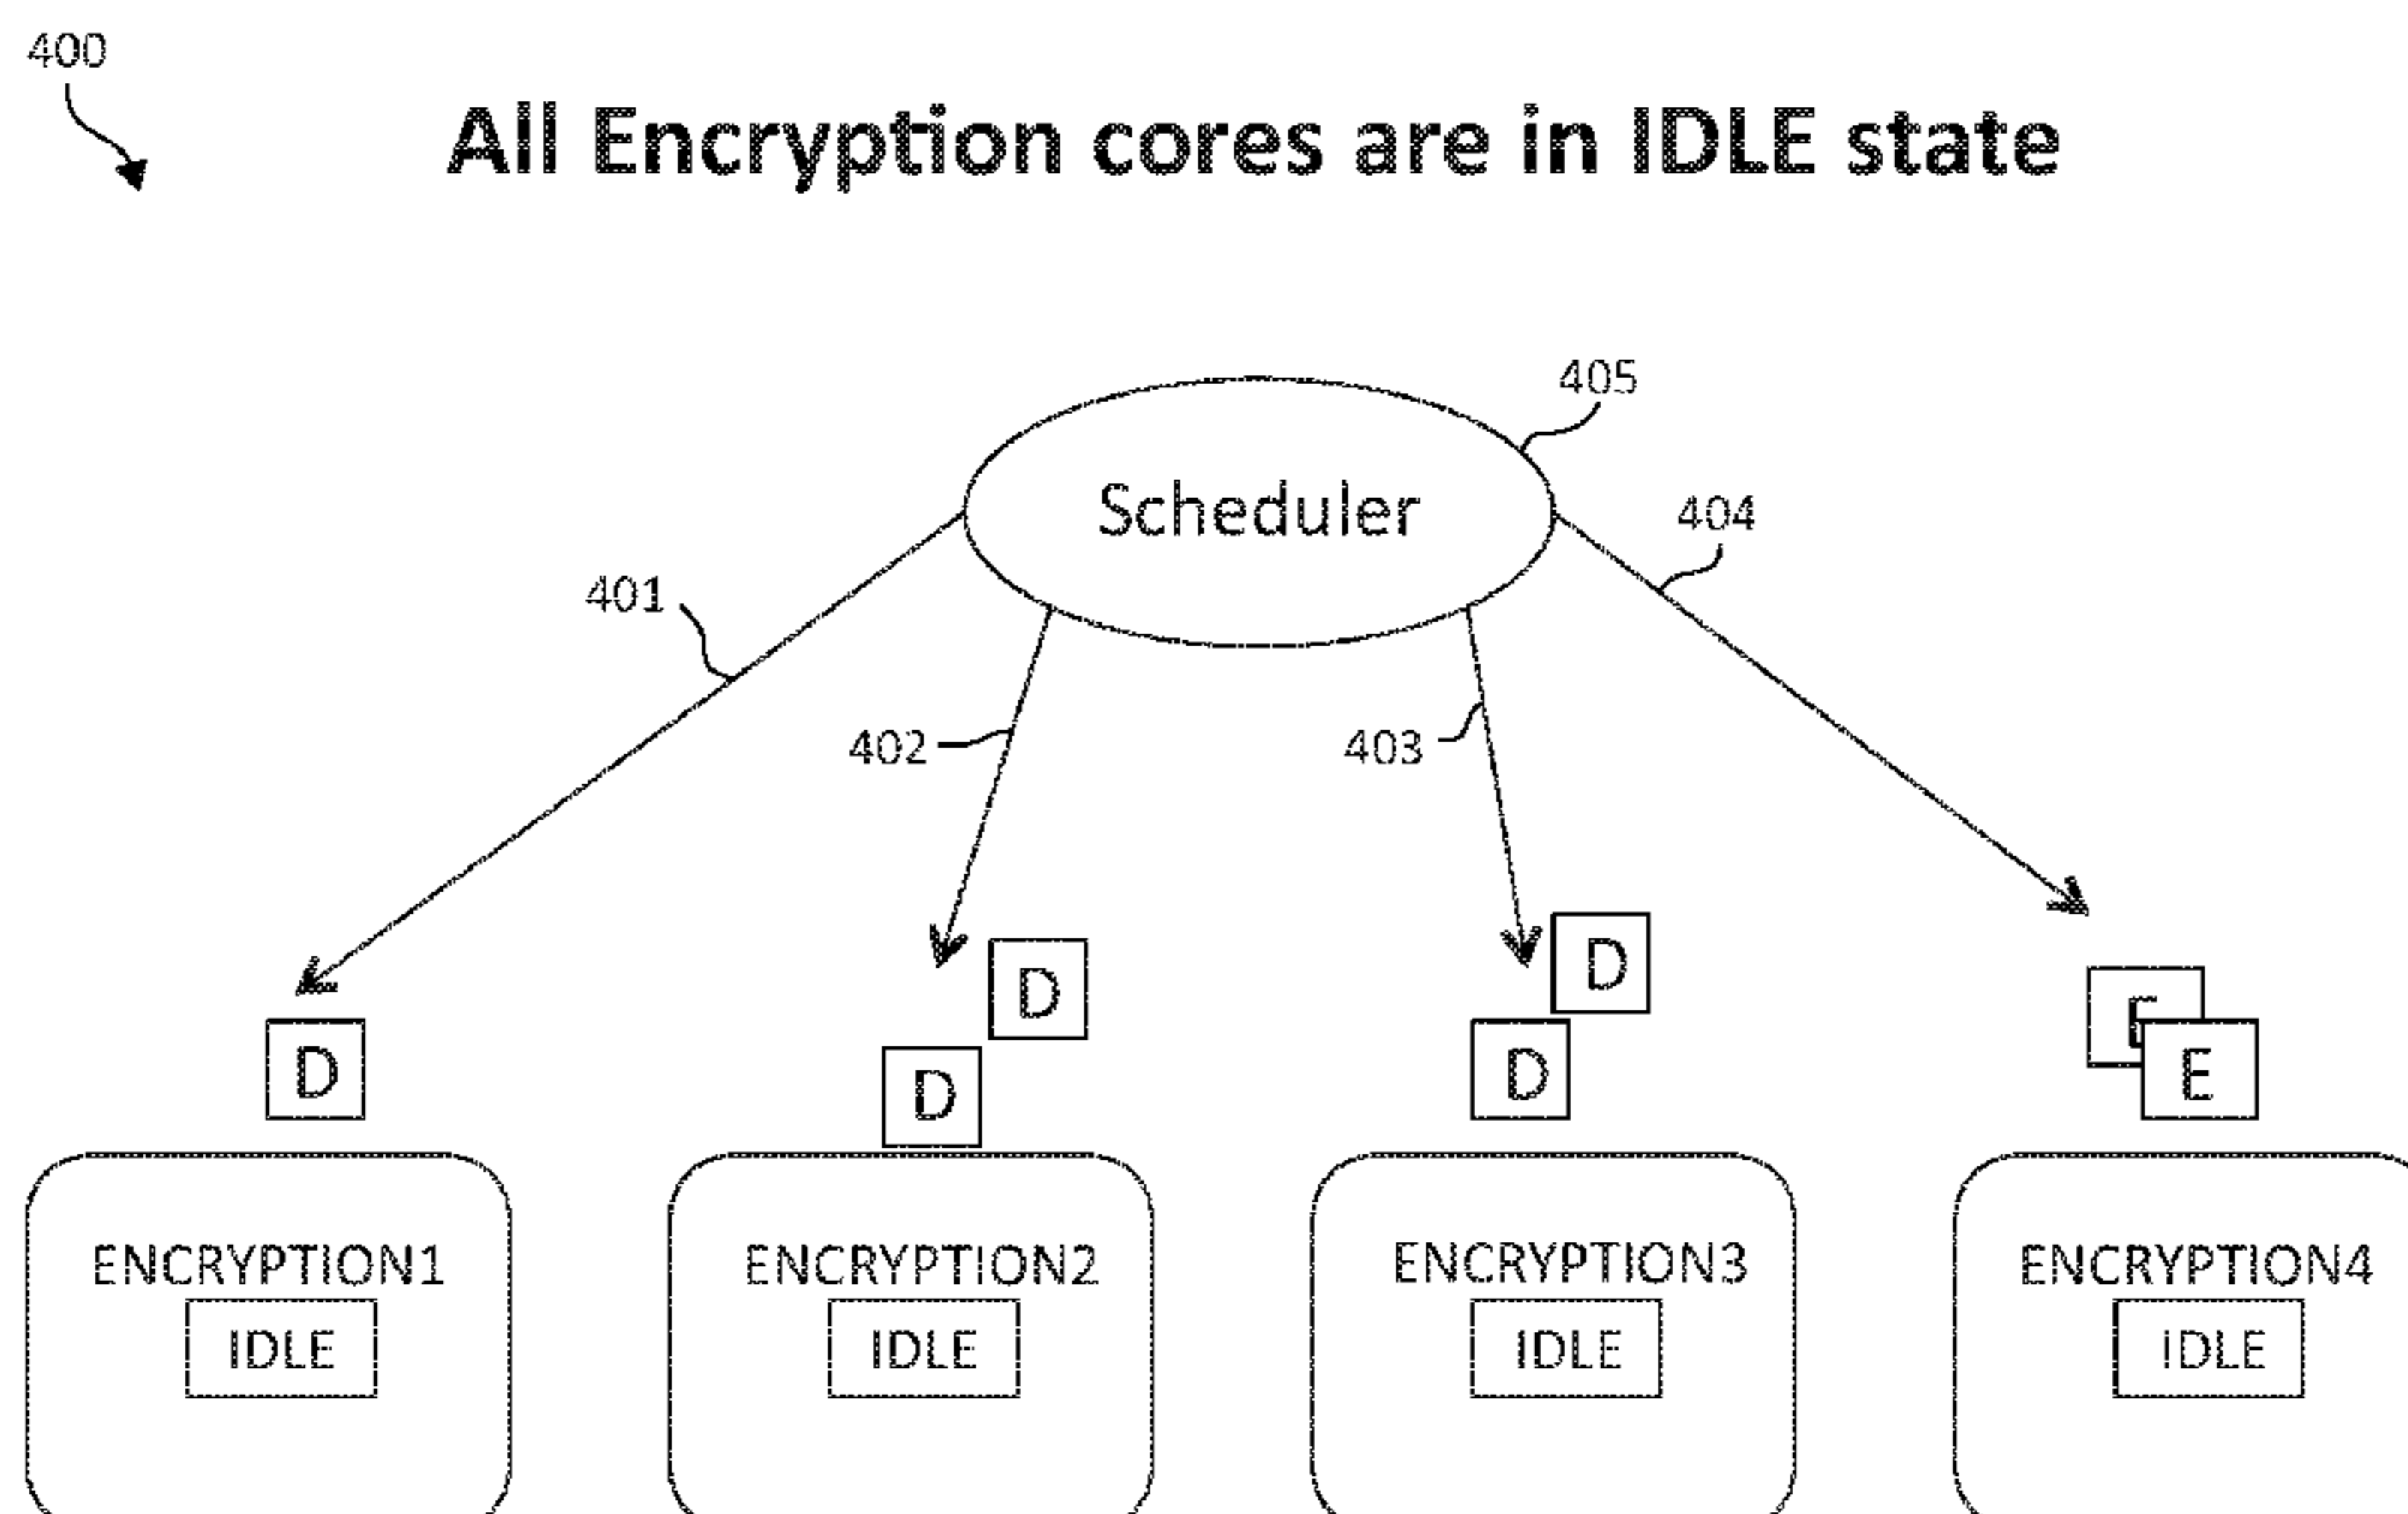 400
All Encryption cores are in IDLE state
405
Scheduler
404
401
402
403
D
D
D
D
D
E
ENCRYPTION1
ENCRYPTION2
ENCRYPTION3
ENCRYPTION4
IDLE
IDLE
IDLE
IDLE